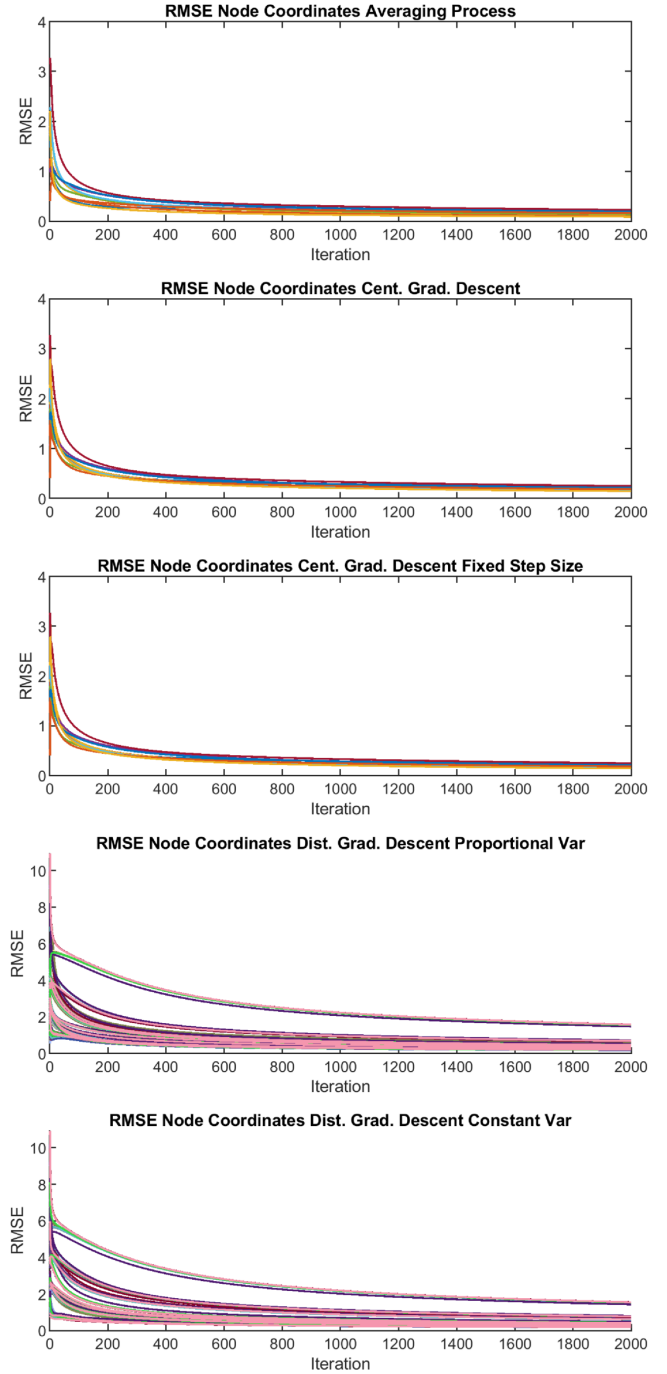 RMSE Node Coordinates Averaging Process
4
3
2
1
0
RMSE
0 200 400 600 800 1000 1200 1400 1600 1800 2000
Iteration
RMSE Node Coordinates Cent. Grad. Descent
4
3
2
1
0
RMSE
0 200 400 600 800 1000 1200 1400 1600 1800 2000
Iteration
RMSE Node Coordinates Cent. Grad. Descent Fixed Step Size
4
3
2
1
0
RMSE
0 200 400 600 800 1000 1200 1400 1600 1800 2000
Iteration
RMSE Node Coordinates Dist. Grad. Descent Proportional Var
10
8
6
4
2
0
RMSE
0 200 400 600 800 1000 1200 1400 1600 1800 2000
Iteration
RMSE Node Coordinates Dist. Grad. Descent Constant Var
10
8
6
4
2
0
RMSE
0 200 400 600 800 1000 1200 1400 1600 1800 2000
Iteration